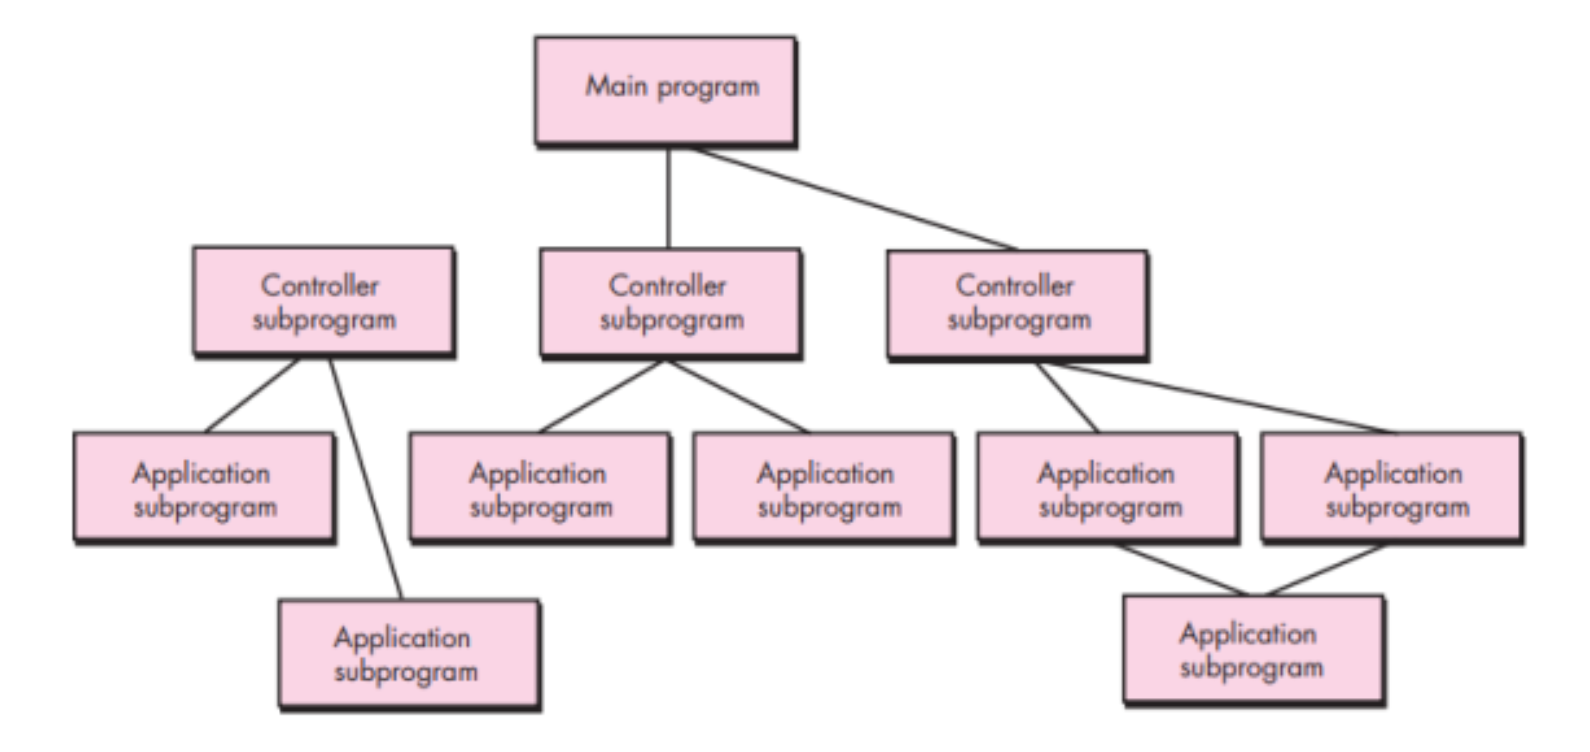 Main program
Controller
subprogram
Controller
subprogram
Controller
subprogram
Application
subprogram
Application
subprogram
Application
subprogram
Application
subprogram
Application
subprogram
Application
subprogram
Application
subprogram